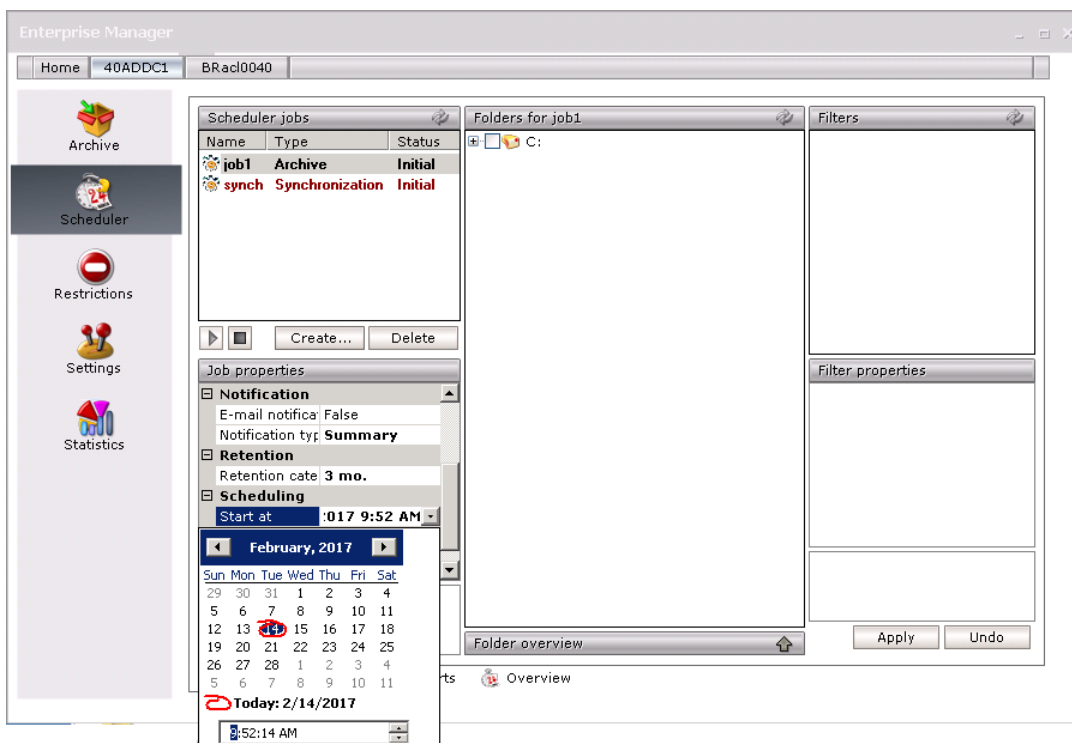 Enterprise Manager
Home 40ADDC1 BRacl0040
Archive
Scheduler
Restrictions
Settings
Statistics
Scheduler jobs
Name Type Status
job1 Archive Initial
synch Synchronization Initial
Create... Delete
Job properties
Notification
E-mail notifica False
Notification typ Summary
Retention
Retention cate 3 mo.
Scheduling
Start at :017 9:52 AM
February, 2017
Sun Mon Tue Wed Thu Fri Sat
29 30 31 1 2 3 4
5 6 7 8 9 10 11
12 13 14 15 16 17 18
19 20 21 22 23 24 25
26 27 28 1 2 3 4
5 6 7 8 9 10 11
Today: 2/14/2017
9:52:14 AM
Folders for job1
C:
Folder overview
rts Overview
Filters
Filter properties
Apply Undo